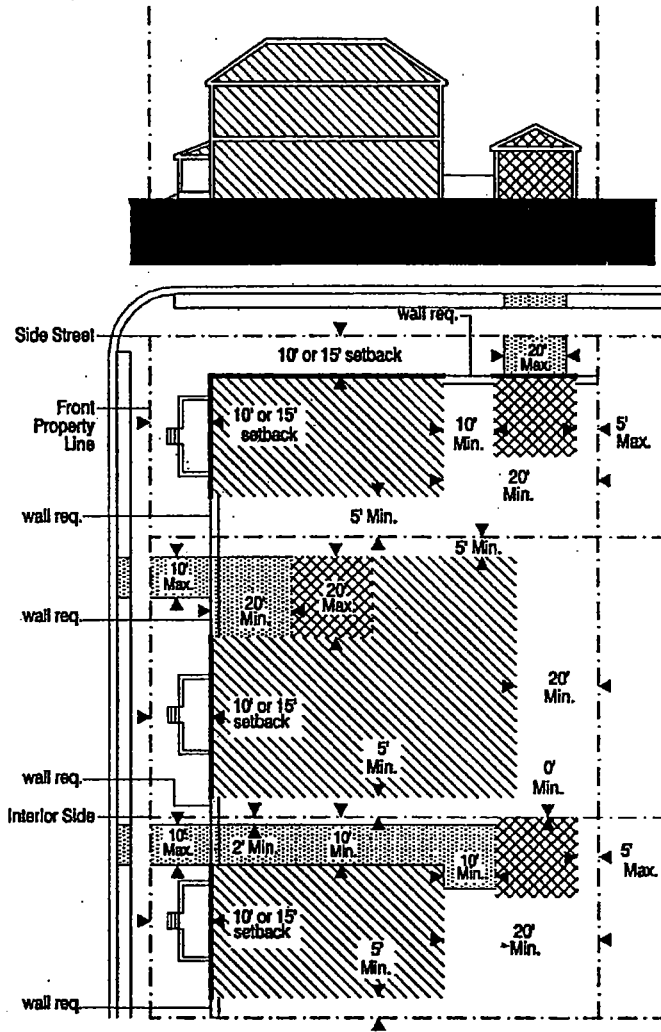 wall req.
Side Street
10' or 15' setback
20'
Max.
Front
Property
Line
10' or 15'
setback
10'
Min.
5'
Max.
20'
Min.
wall req.
5' Min.
5' Min.
10'
Max.
20'
Min.
20'
Max.
wall req.
10' or 15'
setback
20'
Min.
5'
Min.
0'
Min.
wall req.
Interior Side
10'
Max.
2' Min.
10'
Min.
10'
Min.
5'
Max.
10' or 15'
setback
20'
Min.
5'
Min.
wall req.